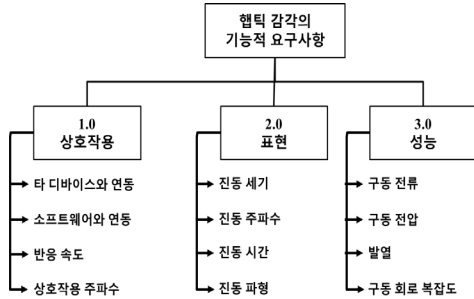 햅틱 감각의
기능적 요구사항
1.0
상호작용
타 디바이스와 연동
소프트웨어와 연동
반응 속도
상호작용 주파수
2.0
표현
진동 세기
진동 주파수
진동 시간
진동 파형
3.0
성능
구동 전류
구동 전압
발열
구동 회로 복잡도